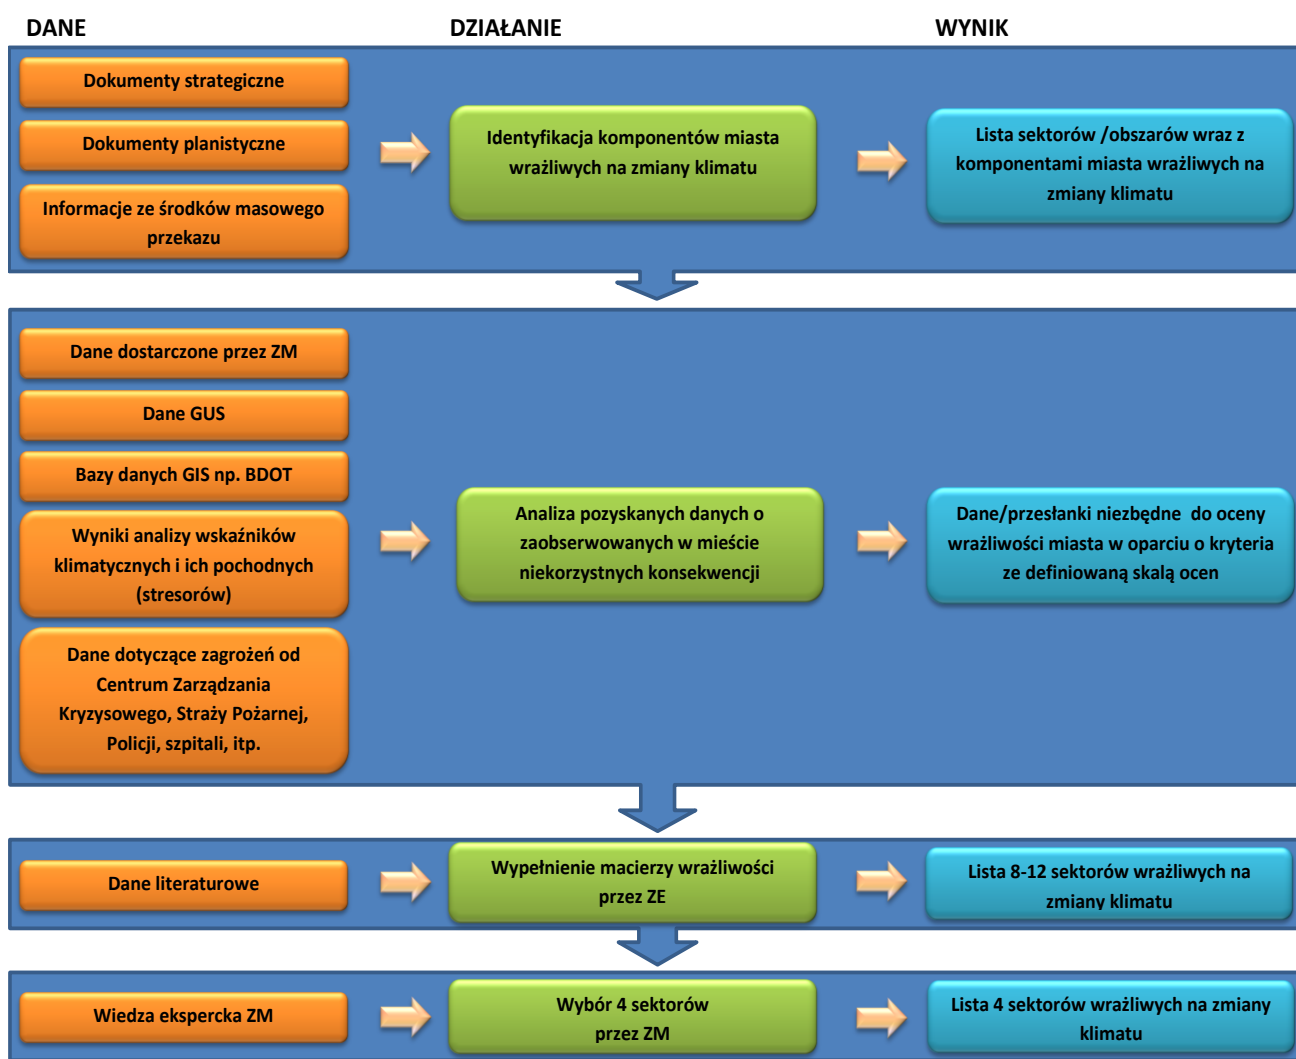 DANE
DZIAŁANIE
WYNIK
Dokumenty strategiczne
Dokumenty planistyczne
Informacje ze środków masowego
przekazu
Identyfikacja komponentów miasta
wrażliwych na zmiany klimatu
Lista sektorów /obszarów wraz z
komponentami miasta wrażliwych na
zmiany klimatu
Dane dostarczone przez ZM
Dane GUS
Bazy danych GIS np. BDOT
Wyniki analizy wskaźników
klimatycznych i ich pochodnych
(stresorów)
Dane dotyczące zagrożeń od
Centrum Zarządzania
Kryzysowego, Straży Pożarnej,
Policji, szpitali, itp.
Analiza pozyskanych danych o
zaobserwowanych w mieście
niekorzystnych konsekwencji
Dane/przesłanki niezbędne do oceny
wrażliwości miasta w oparciu o kryteria
ze definiowaną skalą ocen
Dane literaturowe
Wypełnienie macierzy wrażliwości
przez ZE
Lista 8-12 sektorów wrażliwych na
zmiany klimatu
Wiedza ekspercka ZM
Wybór 4 sektorów
przez ZM
Lista 4 sektorów wrażliwych na zmiany
klimatu